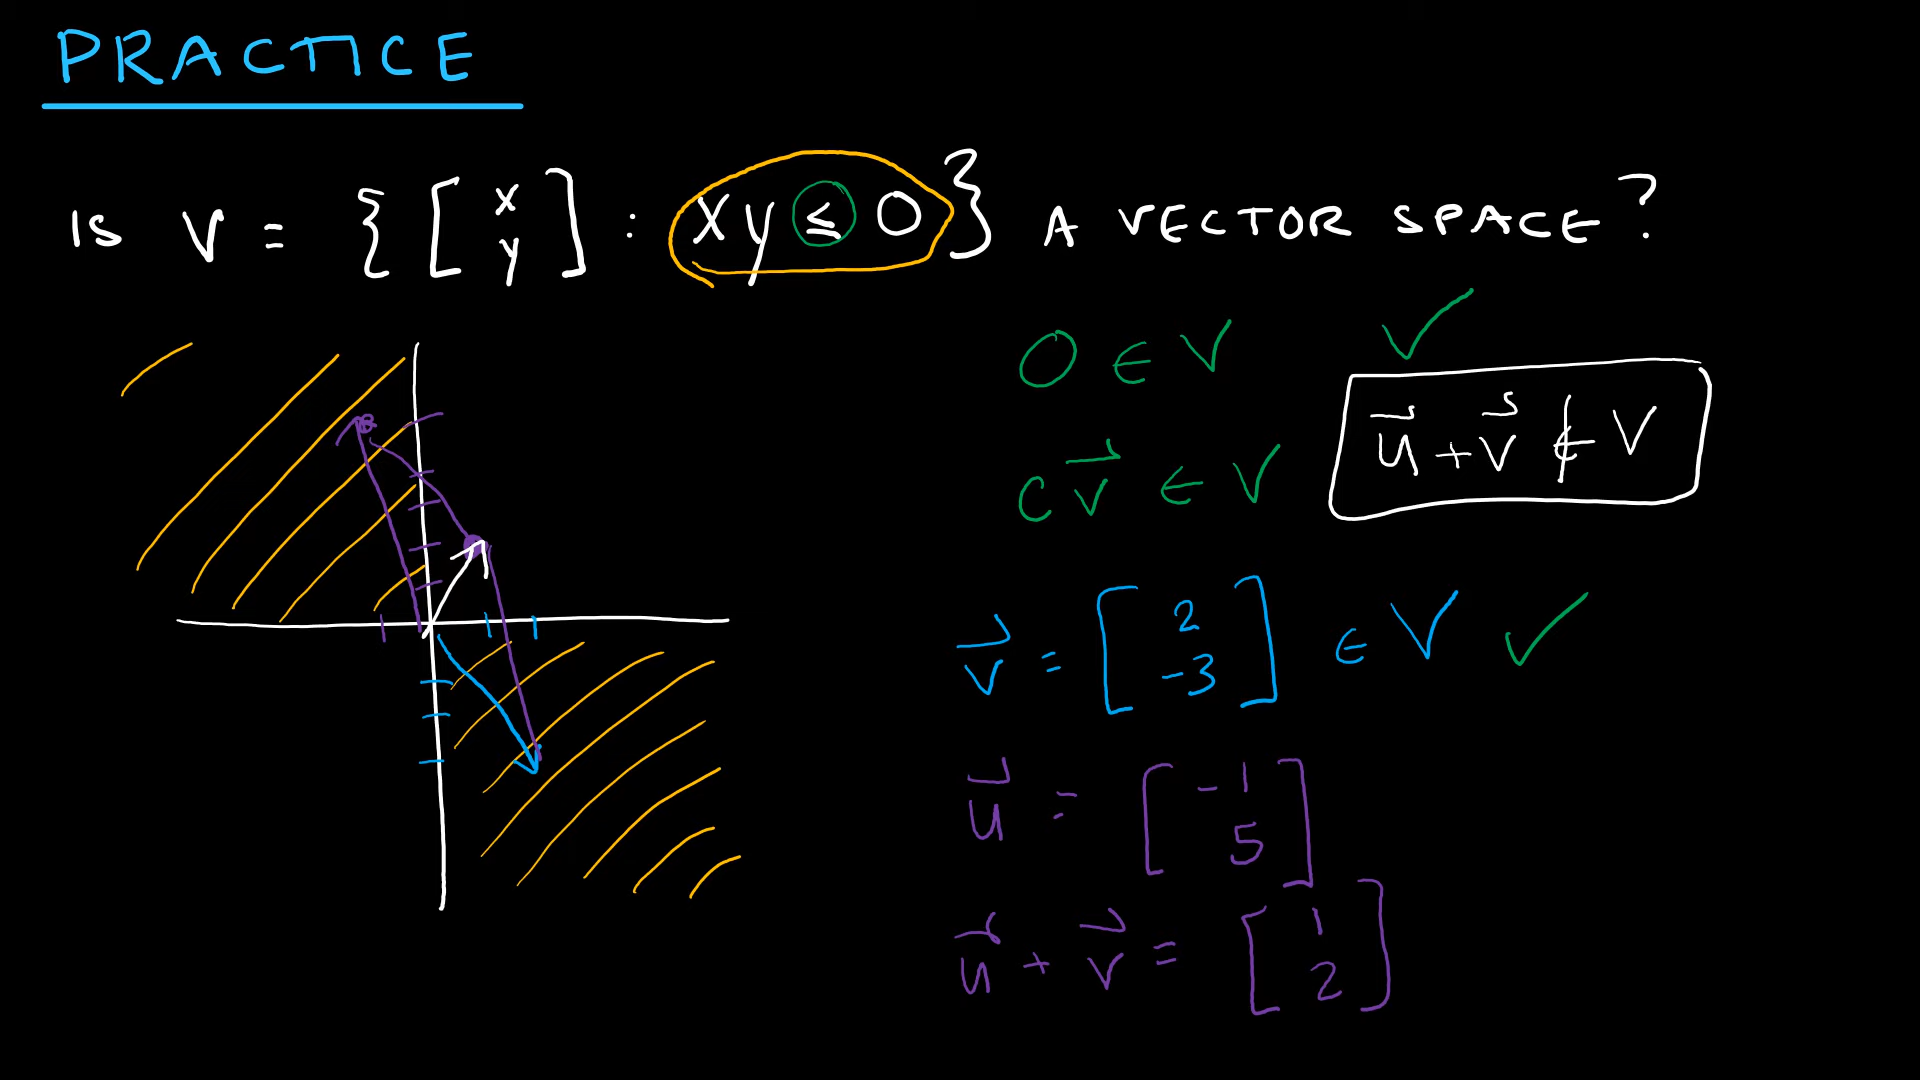 PRACTICE
IS V = { [ x y ] : xy ≤ 0 } A VECTOR SPACE ?
0 ∈ V ✓
u⃗ + v⃗ ∉ V
c v⃗ ∈ V
v⃗ = [ 2 -3 ] ∈ V ✓
u⃗ = [ -1 5 ]
u⃗ + v⃗ = [ 1 2 ]